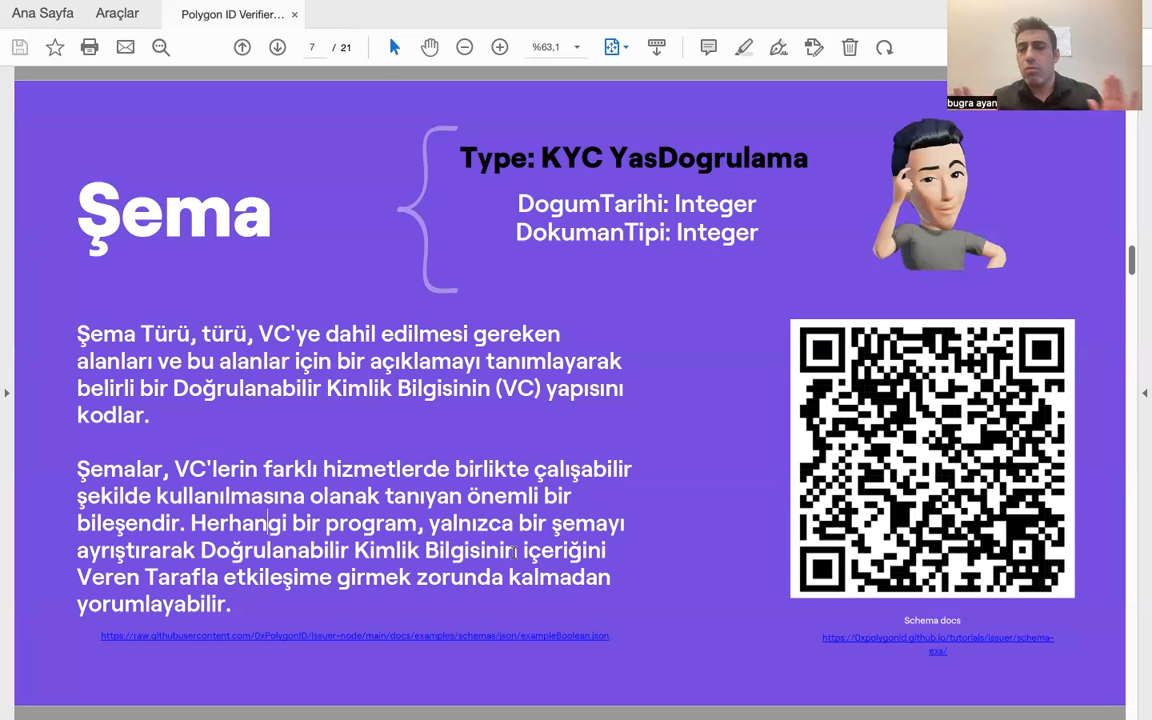 Ana Sayfa
Araçlar
Polygon ID Verifier...
7 / 21
%63,1
bugra ayan
Type: KYC YasDogrulama
DogumTarihi: Integer
DokumanTipi: Integer
Şema
Şema Türü, türü, VC'ye dahil edilmesi gereken
alanları ve bu alanlar için bir açıklamayı tanımlayarak
belirli bir Doğrulanabilir Kimlik Bilgisinin (VC) yapısını
kodlar.
Şemalar, VC'lerin farklı hizmetlerde birlikte çalışabilir
şekilde kullanılmasına olanak tanıyan önemli bir
bileşendir. Herhangi bir program, yalnızca bir şemayı
ayrıştırarak Doğrulanabilir Kimlik Bilgisinin içeriğini
Veren Tarafla etkileşime girmek zorunda kalmadan
yorumlayabilir.
https://raw.githubusercontent.com/0xPolygonID/issuer-node/main/docs/examples/schemas/json/exampleBoolean.json
Schema docs
https://0xpolygonid.github.io/tutorials/issuer/schema-
exs/